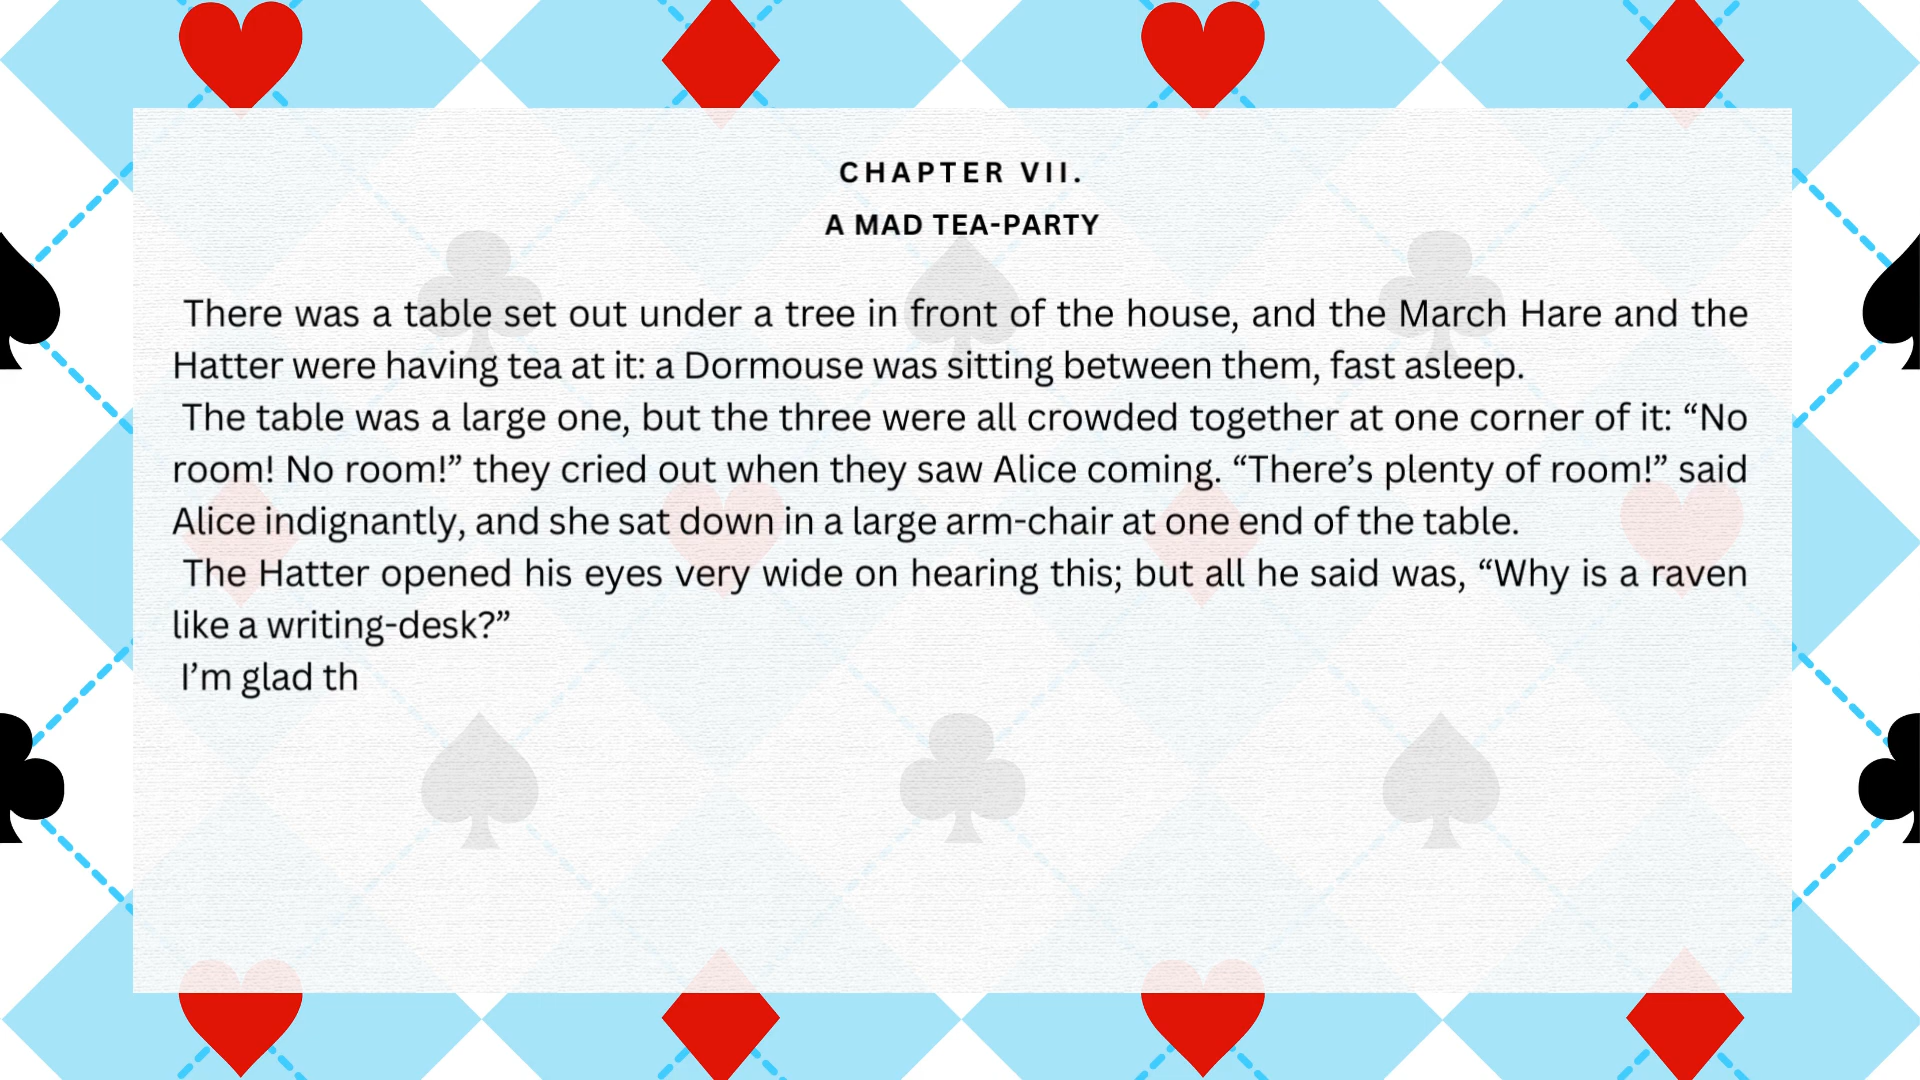 CHAPTER VII.
A MAD TEA-PARTY
There was a table set out under a tree in front of the house, and the March Hare and the
Hatter were having tea at it: a Dormouse was sitting between them, fast asleep.
The table was a large one, but the three were all crowded together at one corner of it: “No
room! No room!” they cried out when they saw Alice coming. “There’s plenty of room!” said
Alice indignantly, and she sat down in a large arm-chair at one end of the table.
The Hatter opened his eyes very wide on hearing this; but all he said was, “Why is a raven
like a writing-desk?”
I’m glad th